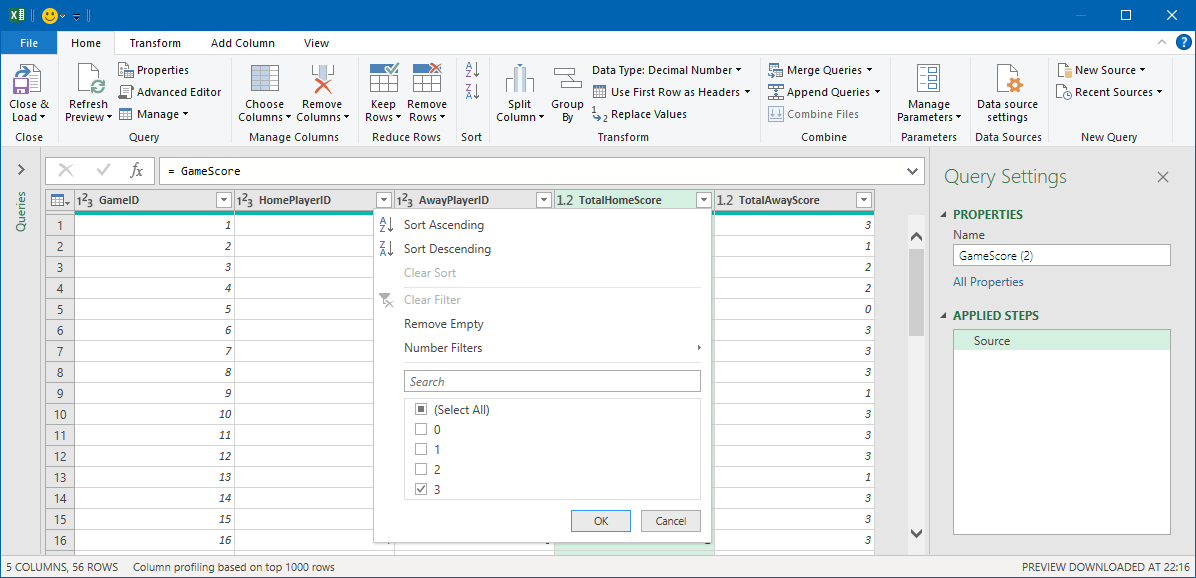 File Home Transform Add Column View
Close & Load
Close
Refresh Preview
Properties
Advanced Editor
Manage
Query
Choose Columns
Remove Columns
Manage Columns
Keep Rows
Remove Rows
Reduce Rows
Sort
Split Column
Group By
Data Type: Decimal Number
Use First Row as Headers
Replace Values
Transform
Merge Queries
Append Queries
Combine Files
Combine
Manage Parameters
Parameters
Data source settings
Data Sources
New Source
Recent Sources
New Query
Queries
fx
= GameScore
1²3 GameID 1²3 HomePlayerID 1²3 AwayPlayerID 1.2 TotalHomeScore 1.2 TotalAwayScore
1 1 3
2 2 1
3 3 2
4 4 2
5 5 0
6 6 3
7 7 3
8 8 3
9 9 1
10 10 3
11 11 3
12 12 3
13 13 1
14 14 3
15 15 3
16 16 3
Sort Ascending
Sort Descending
Clear Sort
Clear Filter
Remove Empty
Number Filters
Search
(Select All)
0
1
2
3
OK Cancel
Query Settings
PROPERTIES
Name
GameScore (2)
All Properties
APPLIED STEPS
Source
5 COLUMNS, 56 ROWS Column profiling based on top 1000 rows
PREVIEW DOWNLOADED AT 22:16